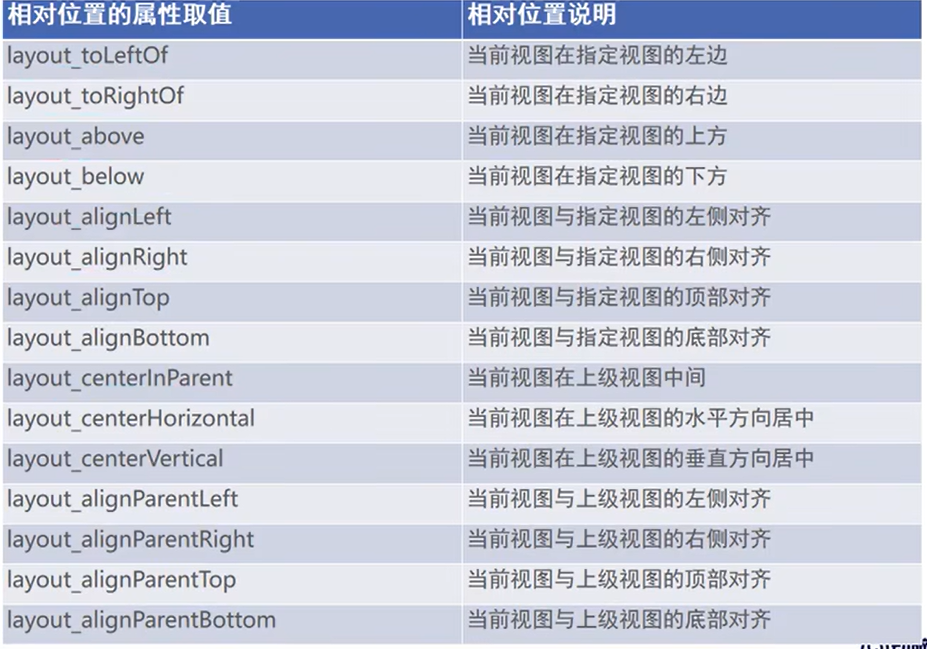 相对位置的属性取值 相对位置说明
layout_toLeftOf 当前视图在指定视图的左边
layout_toRightOf 当前视图在指定视图的右边
layout_above 当前视图在指定视图的上方
layout_below 当前视图在指定视图的下方
layout_alignLeft 当前视图与指定视图的左侧对齐
layout_alignRight 当前视图与指定视图的右侧对齐
layout_alignTop 当前视图与指定视图的顶部对齐
layout_alignBottom 当前视图与指定视图的底部对齐
layout_centerInParent 当前视图在上级视图中间
layout_centerHorizontal 当前视图在上级视图的水平方向居中
layout_centerVertical 当前视图在上级视图的垂直方向居中
layout_alignParentLeft 当前视图与上级视图的左侧对齐
layout_alignParentRight 当前视图与上级视图的右侧对齐
layout_alignParentTop 当前视图与上级视图的顶部对齐
layout_alignParentBottom 当前视图与上级视图的底部对齐